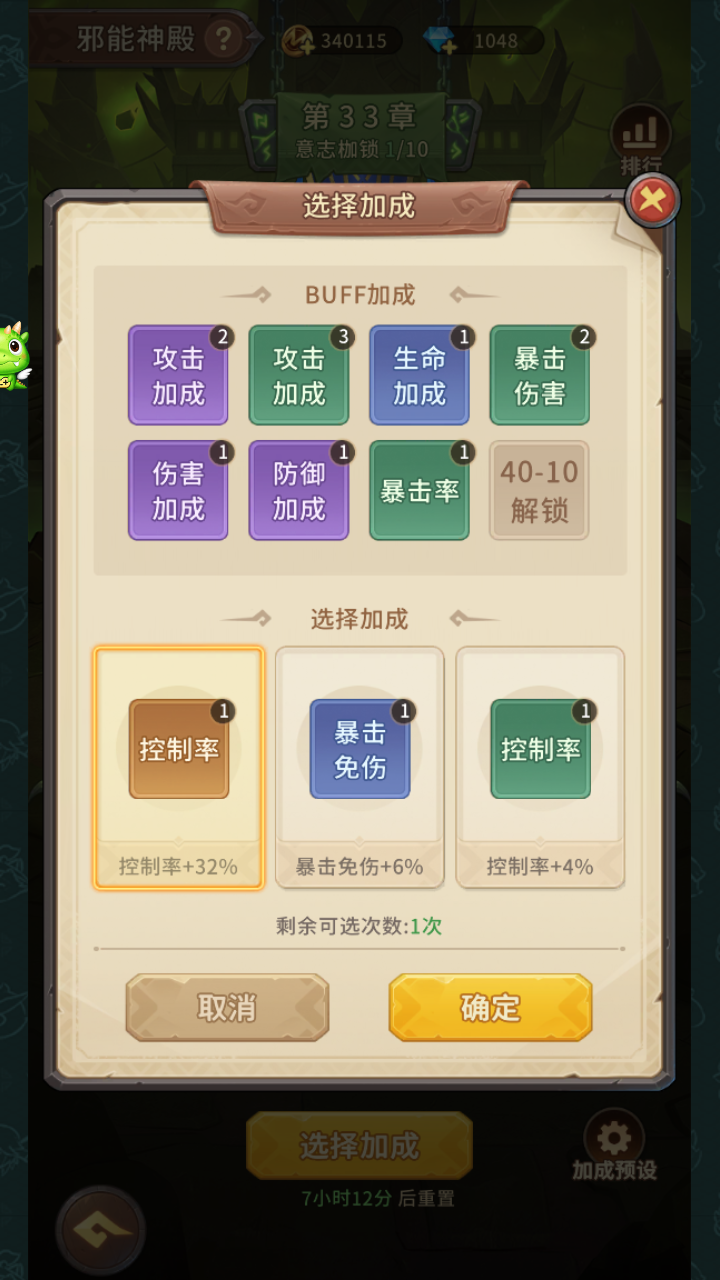 邪能神殿 ?
340115
1048
第33章
意志枷锁 1/10
排行
选择加成
BUFF加成
攻击加成 2
攻击加成 3
生命加成 1
暴击伤害 2
伤害加成 1
防御加成 1
暴击率 1
40-10解锁
选择加成
控制率 1
暴击免伤 1
控制率 1
控制率+32%
暴击免伤+6%
控制率+4%
剩余可选次数:1次
取消
确定
选择加成
加成预设
7小时12分 后重置